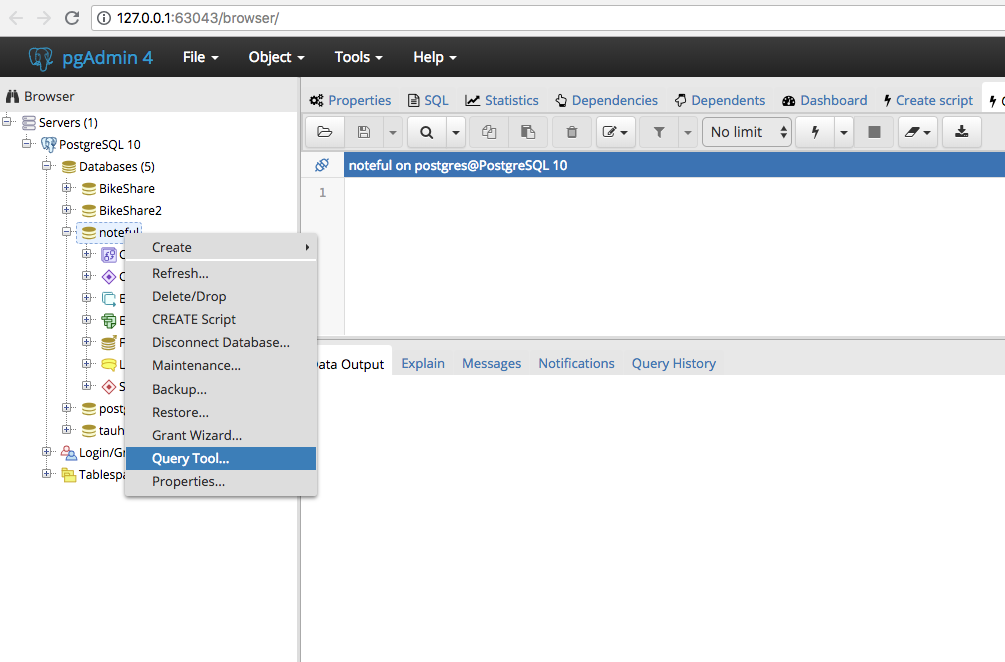 127.0.0.1:63043/browser/
pgAdmin 4 File Object Tools Help
Browser
Properties SQL Statistics Dependencies Dependents Dashboard Create script
No limit
noteful on postgres@PostgreSQL 10
1
Servers (1)
PostgreSQL 10
Databases (5)
BikeShare
BikeShare2
noteful
Create
Refresh...
Delete/Drop
CREATE Script
Disconnect Database...
Maintenance...
Backup...
Restore...
Grant Wizard...
Query Tool...
Properties...
postg
tauh
Login/Gr
Tablespa
ata Output Explain Messages Notifications Query History